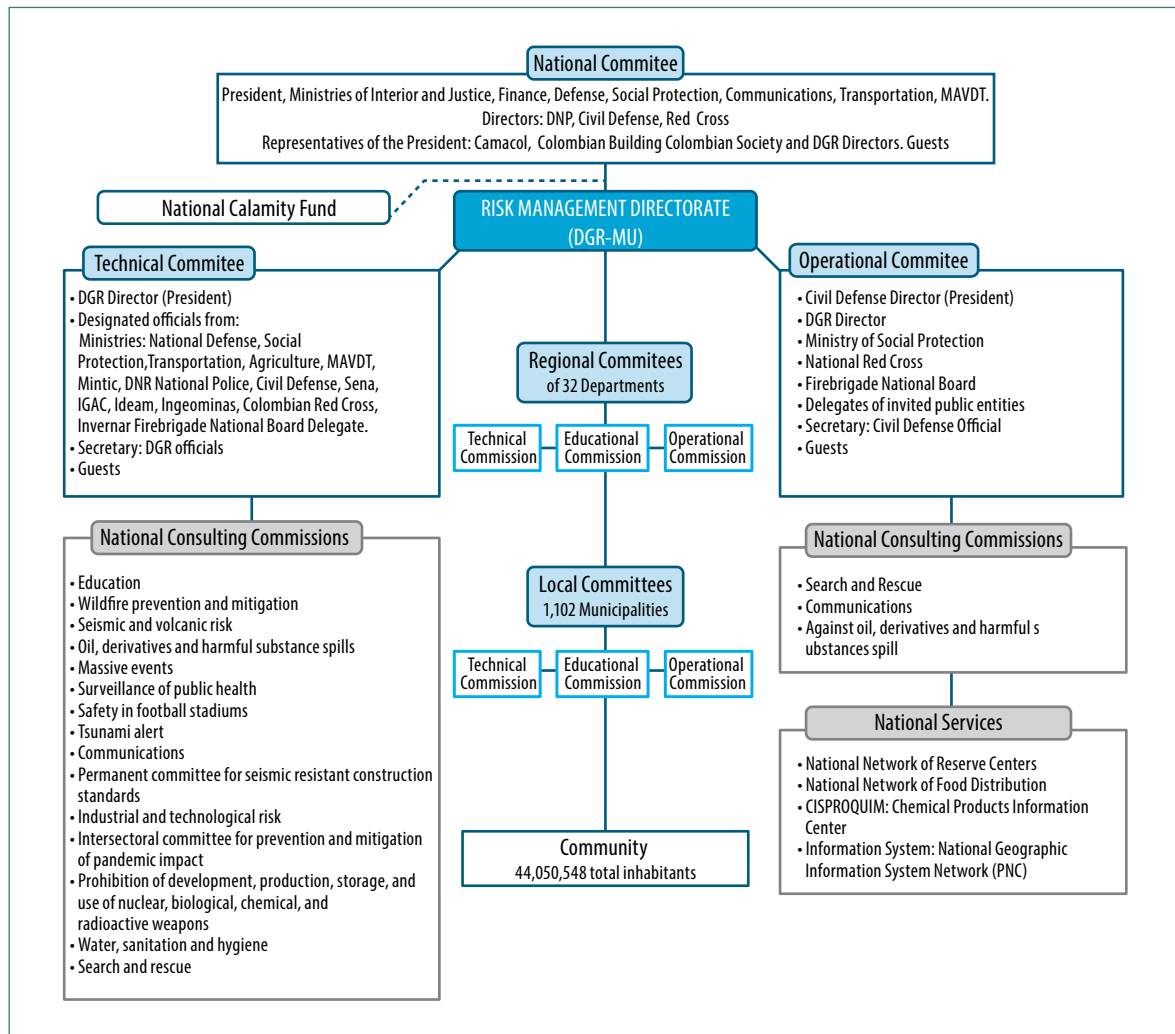 National Commitee
President, Ministries of Interior and Justice, Finance, Defense, Social Protection, Communications, Transportation, MAVDT.
Directors: DNP, Civil Defense, Red Cross
Representatives of the President: Camacol, Colombian Building Colombian Society and DGR Directors. Guests
National Calamity Fund
RISK MANAGEMENT DIRECTORATE
(DGR-MU)
Technical Commitee
• DGR Director (President)
• Designated officials from:
Ministries: National Defense, Social
Protection,Transportation, Agriculture, MAVDT,
Mintic, DNR National Police, Civil Defense, Sena,
IGAC, Ideam, Ingeominas, Colombian Red Cross,
Invernar Firebrigade National Board Delegate.
• Secretary: DGR officials
• Guests
National Consulting Commissions
• Education
• Wildfire prevention and mitigation
• Seismic and volcanic risk
• Oil, derivatives and harmful substance spills
• Massive events
• Surveillance of public health
• Safety in football stadiums
• Tsunami alert
• Communications
• Permanent committee for seismic resistant construction
standards
• Industrial and technological risk
• Intersectoral committee for prevention and mitigation
of pandemic impact
• Prohibition of development, production, storage, and
use of nuclear, biological, chemical, and
radioactive weapons
• Water, sanitation and hygiene
• Search and rescue
Regional Commitees
of 32 Departments
Technical
Commission
Educational
Commission
Operational
Commission
Local Committees
1,102 Municipalities
Technical
Commission
Educational
Commission
Operational
Commission
Community
44,050,548 total inhabitants
Operational Commitee
• Civil Defense Director (President)
• DGR Director
• Ministry of Social Protection
• National Red Cross
• Firebrigade National Board
• Delegates of invited public entities
• Secretary: Civil Defense Official
• Guests
National Consulting Commissions
• Search and Rescue
• Communications
• Against oil, derivatives and harmful s
ubstances spill
National Services
• National Network of Reserve Centers
• National Network of Food Distribution
• CISPROQUIM: Chemical Products Information
Center
• Information System: National Geographic
Information System Network (PNC)